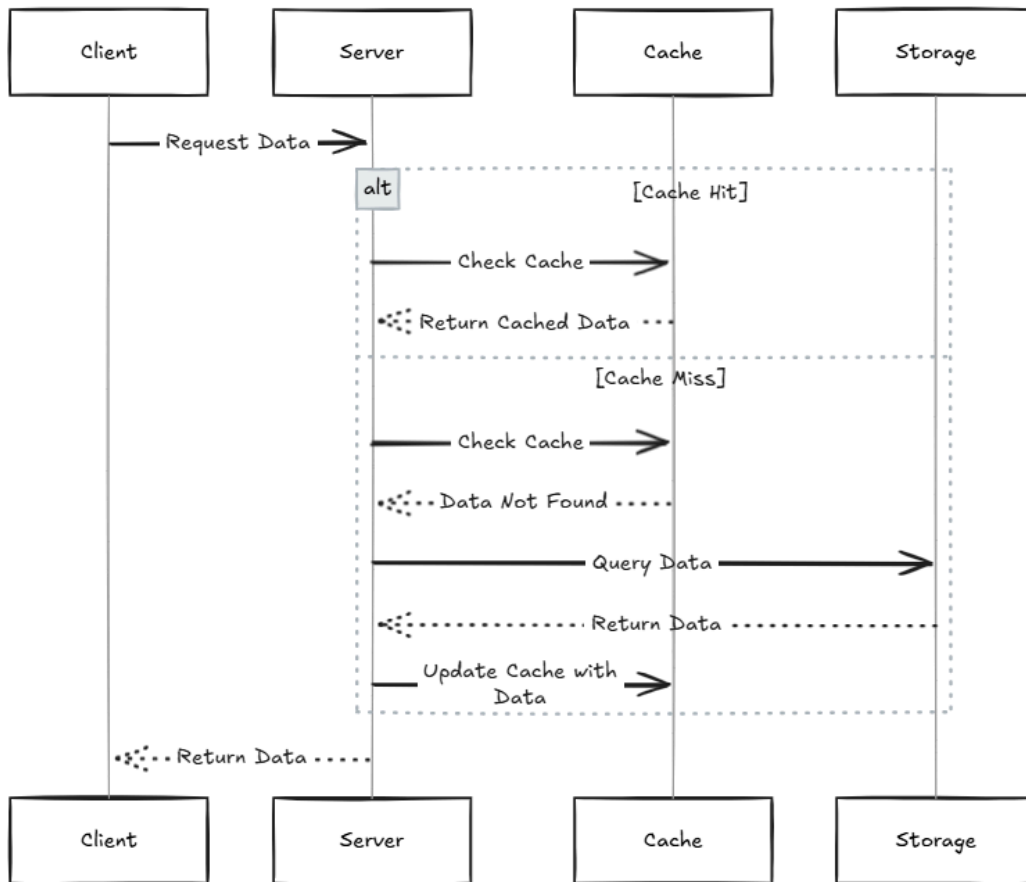 Client
Server
Cache
Storage
Request Data
alt
[Cache Hit]
Check Cache
Return Cached Data
[Cache Miss]
Check Cache
Data Not Found
Query Data
Return Data
Update Cache with
Data
Return Data
Client
Server
Cache
Storage